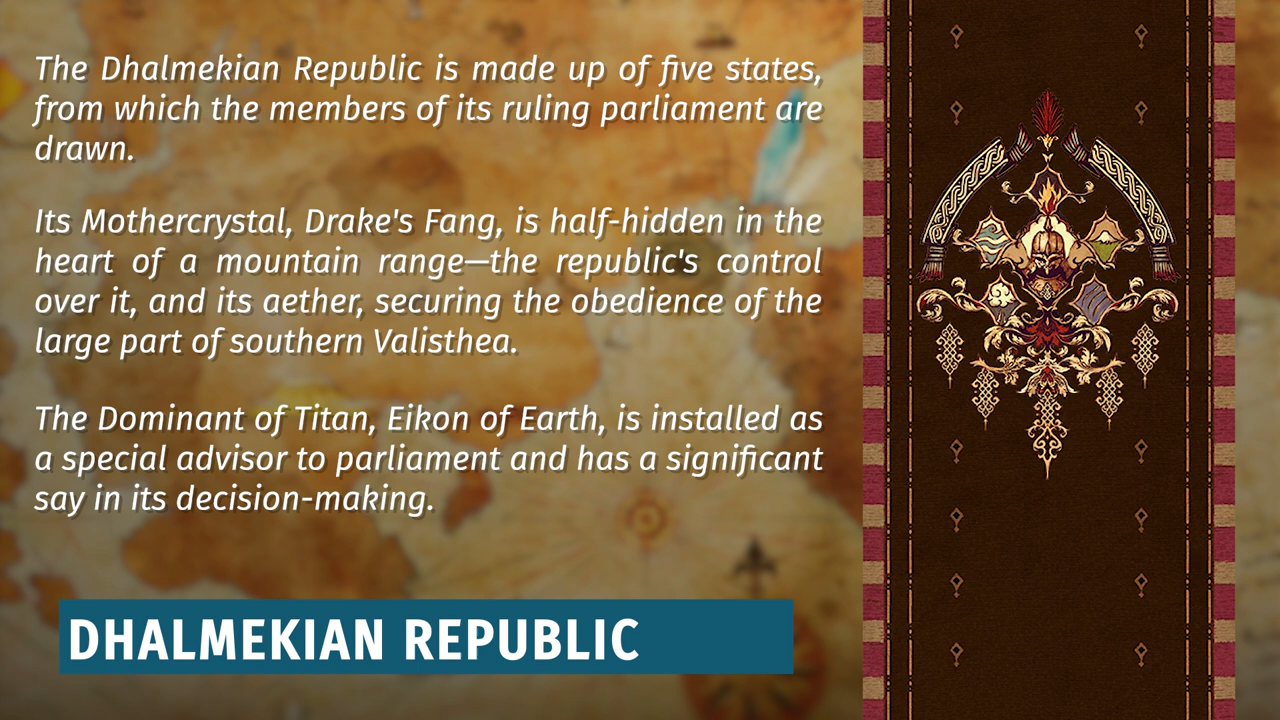 The Dhalmekian Republic is made up of five states,
from which the members of its ruling parliament are
drawn.
Its Mothercrystal, Drake's Fang, is half-hidden in the
heart of a mountain range—the republic's control
over it, and its aether, securing the obedience of the
large part of southern Valisthea.
The Dominant of Titan, Eikon of Earth, is installed as
a special advisor to parliament and has a significant
say in its decision-making.
DHALMEKIAN REPUBLIC